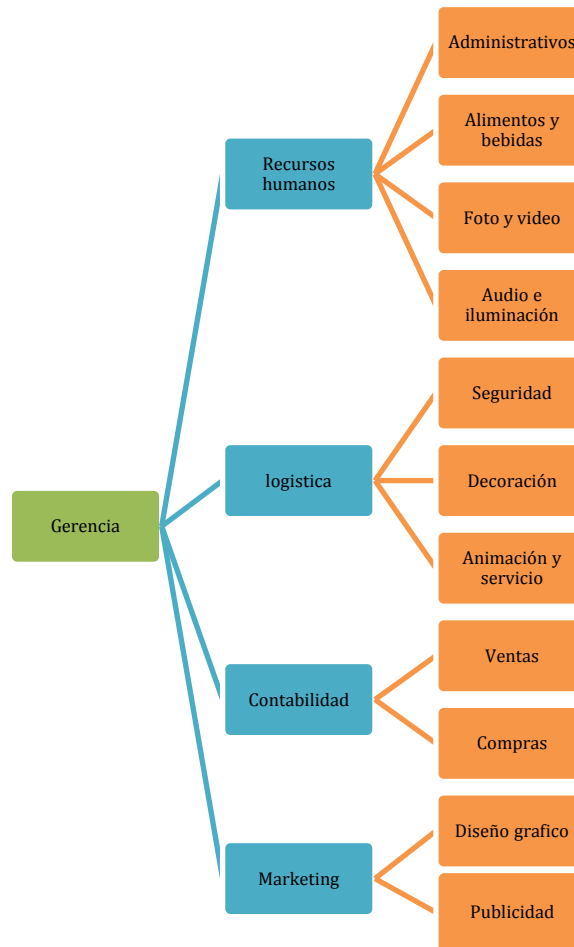 Gerencia
Recursos
humanos
Administrativos
Alimentos y
bebidas
Foto y video
Audio e
iluminación
logistica
Seguridad
Decoración
Animación y
servicio
Contabilidad
Ventas
Compras
Marketing
Diseño grafico
Publicidad